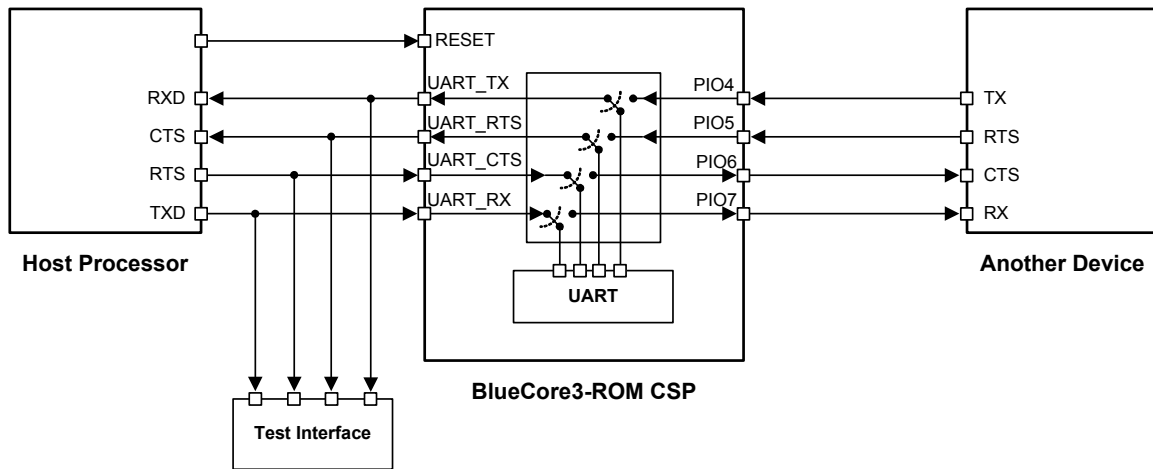 RESET
UART_TX
PIO4
RXD
TX
UART_RTS
PIO5
CTS
RTS
UART_CTS
PIO6
RTS
CTS
UART_RX
PIO7
TXD
RX
Host Processor
Another Device
UART
BlueCore3-ROM CSP
Test Interface